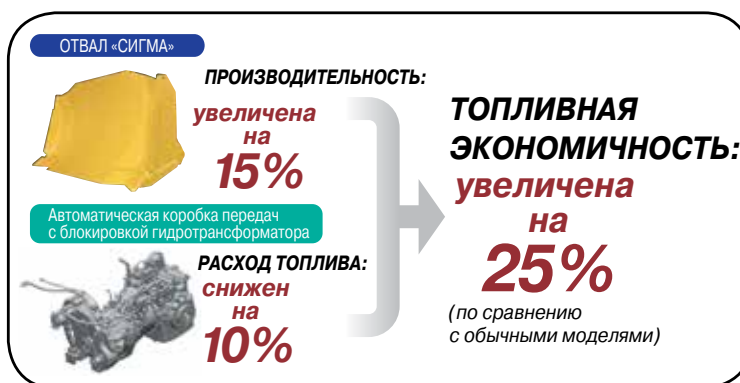 ОТВАЛ «СИГМА»
ПРОИЗВОДИТЕЛЬНОСТЬ:
увеличена
на
15%
Автоматическая коробка передач
с блокировкой гидротрансформатора
РАСХОД ТОПЛИВА:
снижен
на
10%
ТОПЛИВНАЯ
ЭКОНОМИЧНОСТЬ:
увеличена
на
25%
(по сравнению
с обычными моделями)